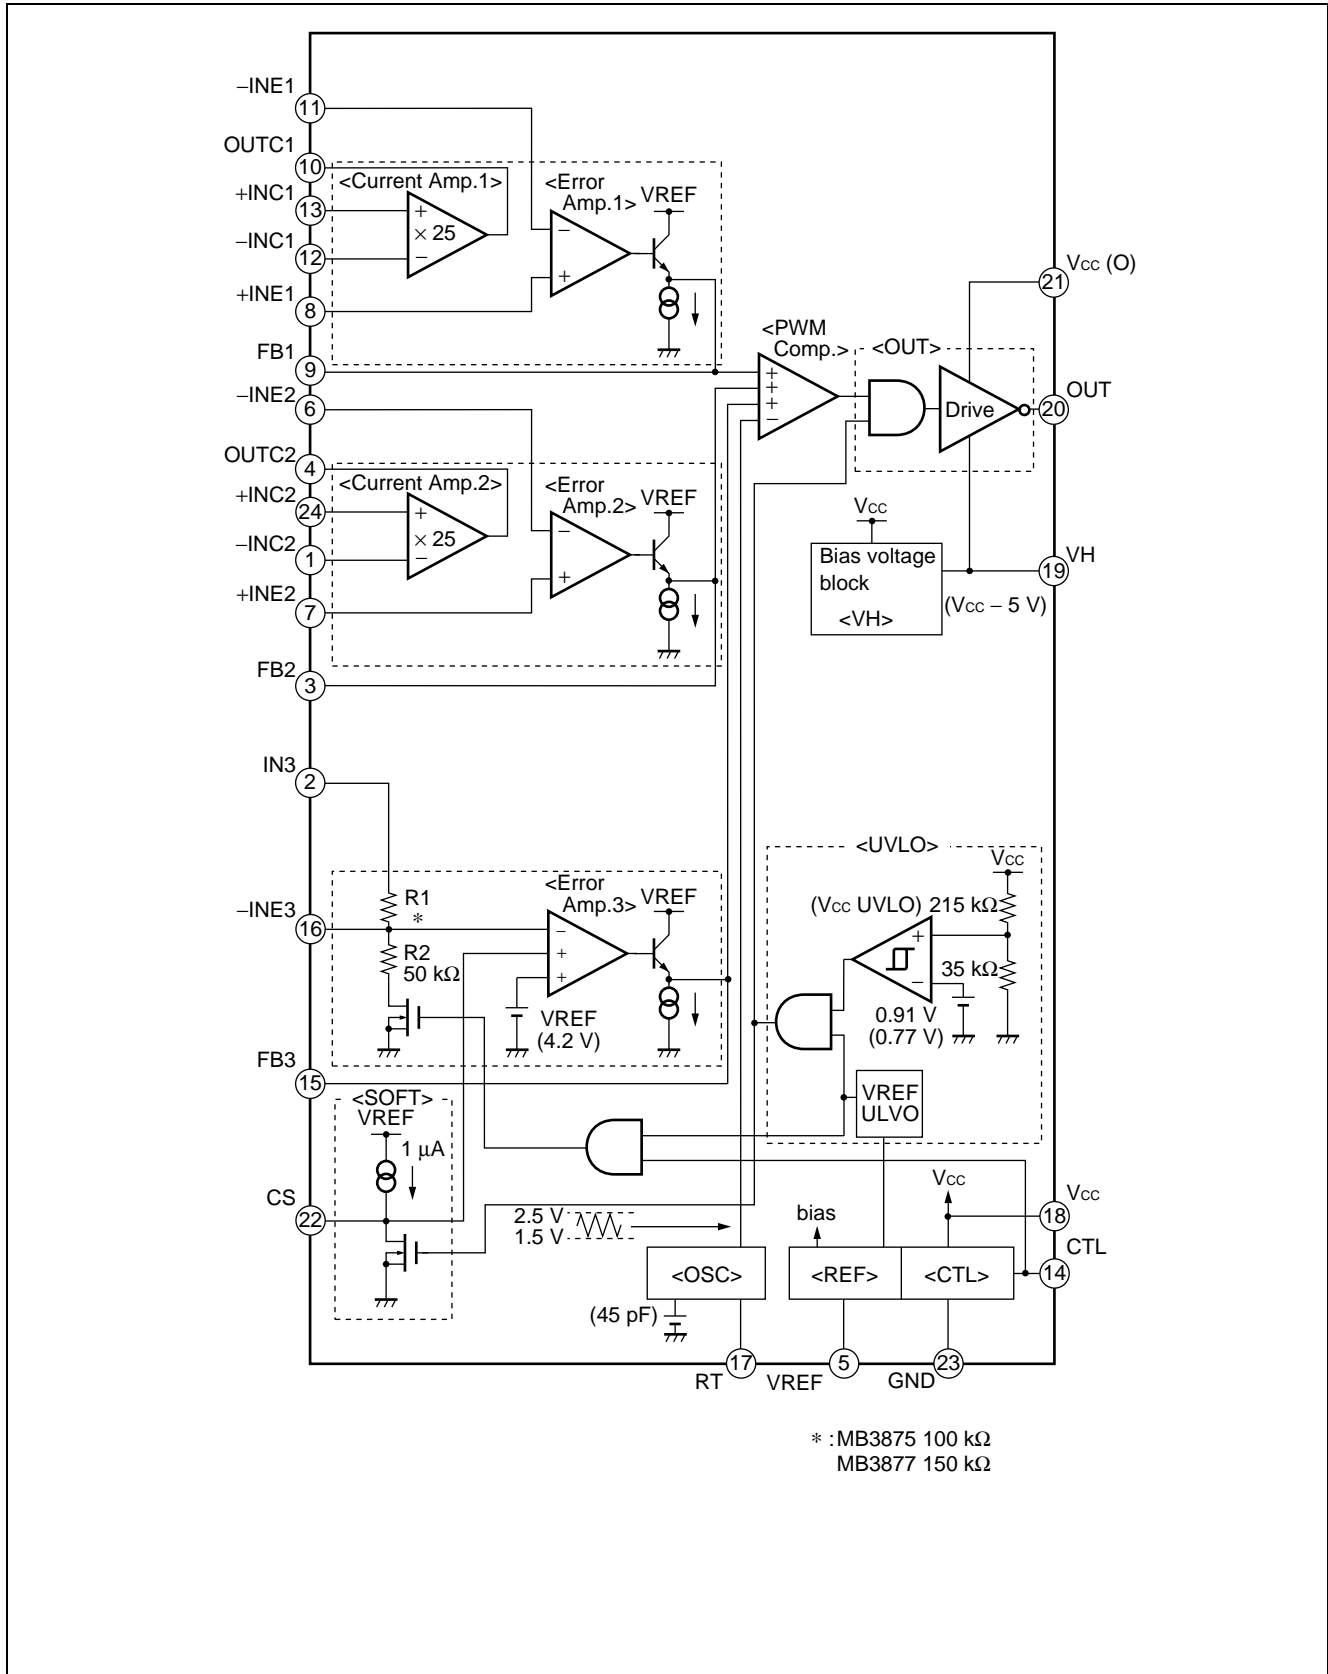 −INE1
11
OUTC1
10
<Current Amp.1>
<Error
Amp.1>
VREF
+INC1
13
+
× 25
−INC1
12
−
−
+INE1
8
+
Vcc (O)
21
FB1
9
<PWM
Comp.>
<OUT>
+
+
+
−
Drive
OUT
20
−INE2
6
OUTC2
4
<Current Amp.2>
<Error
Amp.2>
VREF
+INC2
24
+
× 25
−INC2
1
−
−
+INE2
7
+
Vcc
Bias voltage
block
<VH>
VH
19
(Vcc − 5 V)
FB2
3
IN3
2
<UVLO>
Vcc
R1
*
<Error
Amp.3>
VREF
(Vcc UVLO)
215 kΩ
−INE3
16
−
+
+
R2
50 kΩ
+
−
35 kΩ
VREF
(4.2 V)
0.91 V
(0.77 V)
FB3
15
<SOFT>
VREF
1 µA
VREF
ULVO
CS
22
2.5 V
1.5 V
bias
Vcc
Vcc
18
CTL
14
<OSC>
<REF>
<CTL>
(45 pF)
17
5
23
RT
VREF
GND
* : MB3875 100 kΩ
MB3877 150 kΩ